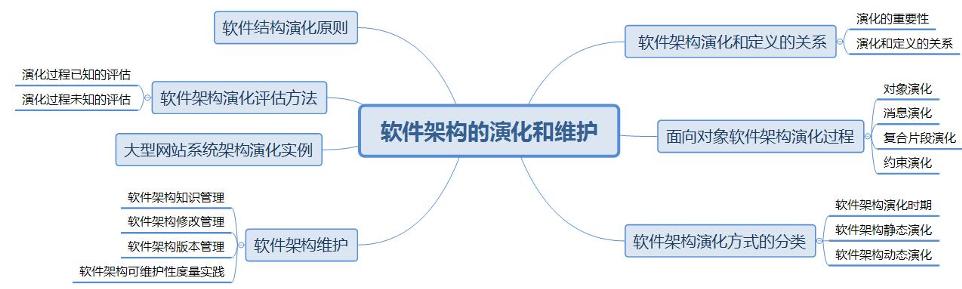 软件架构的演化和维护
软件架构演化和定义的关系
演化的重要性
演化和定义的关系
面向对象软件架构演化过程
对象演化
消息演化
复合片段演化
约束演化
软件架构演化方式的分类
软件架构演化时期
软件架构静态演化
软件架构动态演化
软件结构演化原则
软件架构演化评估方法
演化过程已知的评估
演化过程未知的评估
大型网站系统架构演化实例
软件架构维护
软件架构知识管理
软件架构修改管理
软件架构版本管理
软件架构可维护性度量实践